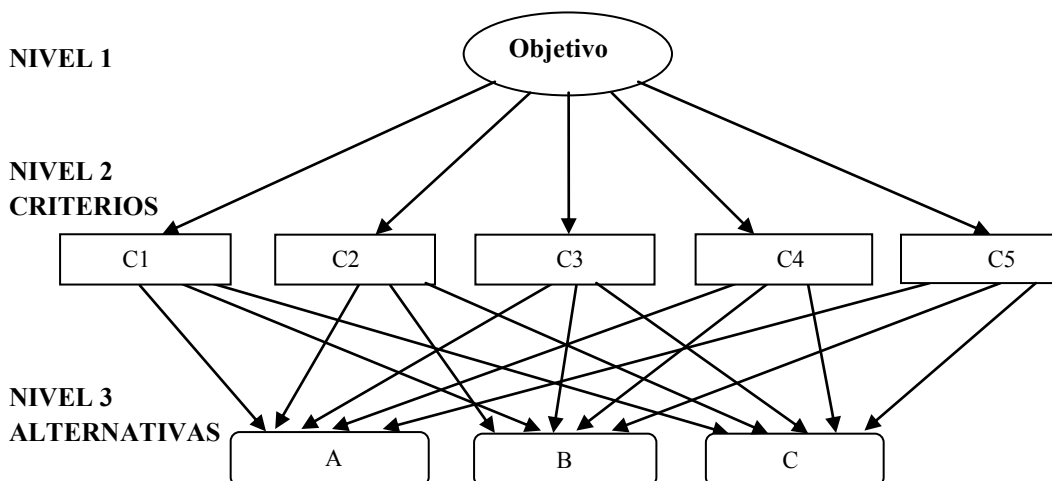 Objetivo
NIVEL 1
NIVEL 2
CRITERIOS
C1
C2
C3
C4
C5
NIVEL 3
ALTERNATIVAS
A
B
C